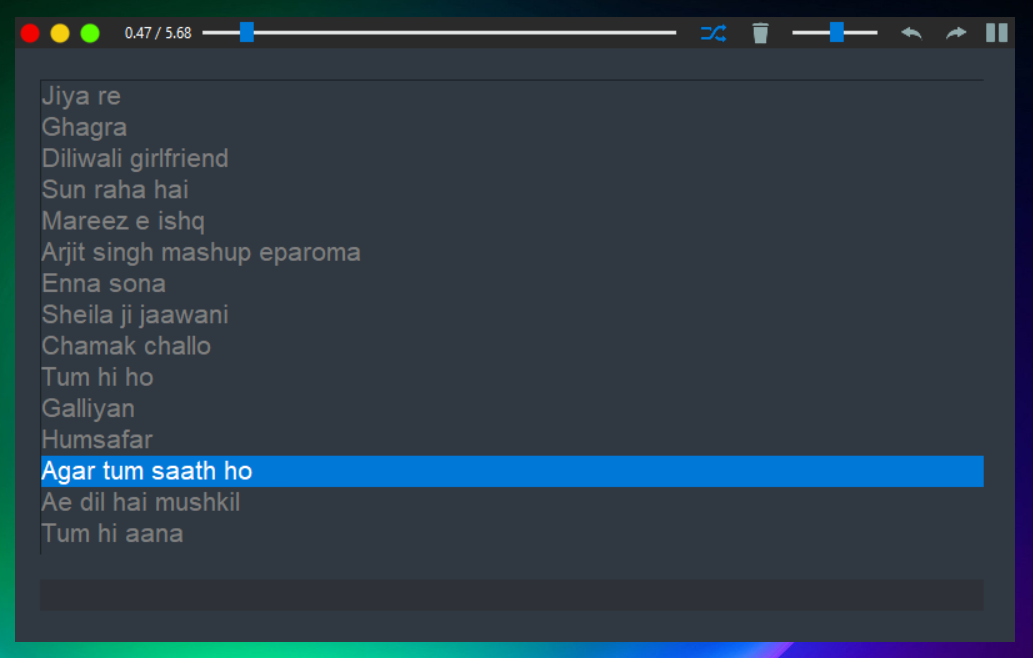 0.47 / 5.68
Jiya re
Ghagra
Diliwali girlfriend
Sun raha hai
Mareez e ishq
Arjit singh mashup eparoma
Enna sona
Sheila ji jaawani
Chamak challo
Tum hi ho
Galliyan
Humsafar
Agar tum saath ho
Ae dil hai mushkil
Tum hi aana